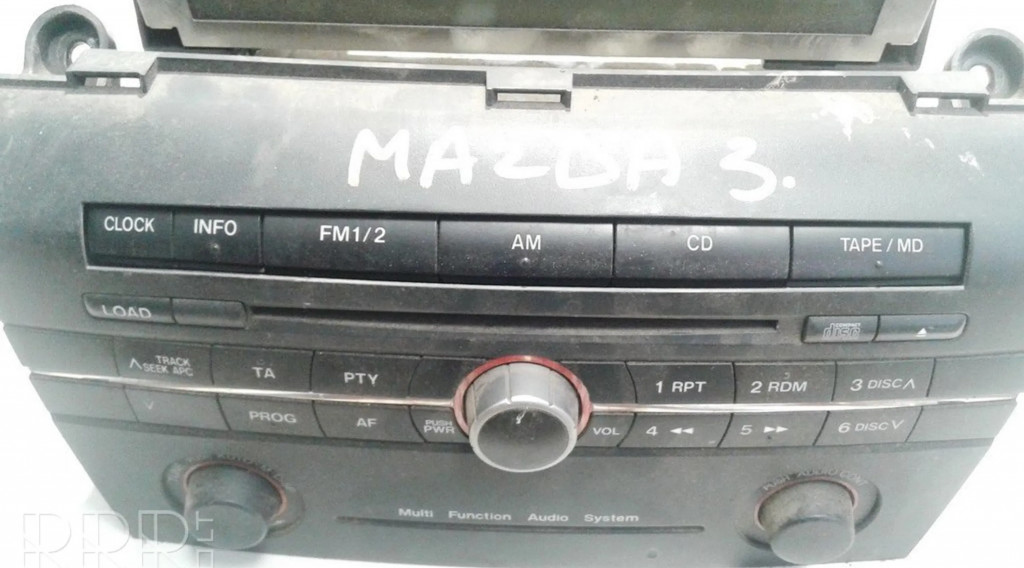 MAZDA 3.
CLOCK INFO FM1/2 AM CD TAPE / MD
LOAD
TRACK
SEEK APC
TA PTY 1 RPT 2 RDM 3 DISC
PROG AF PUSH
PWR
VOL 4 5 6 DISC
Multi Function Audio System
RRR